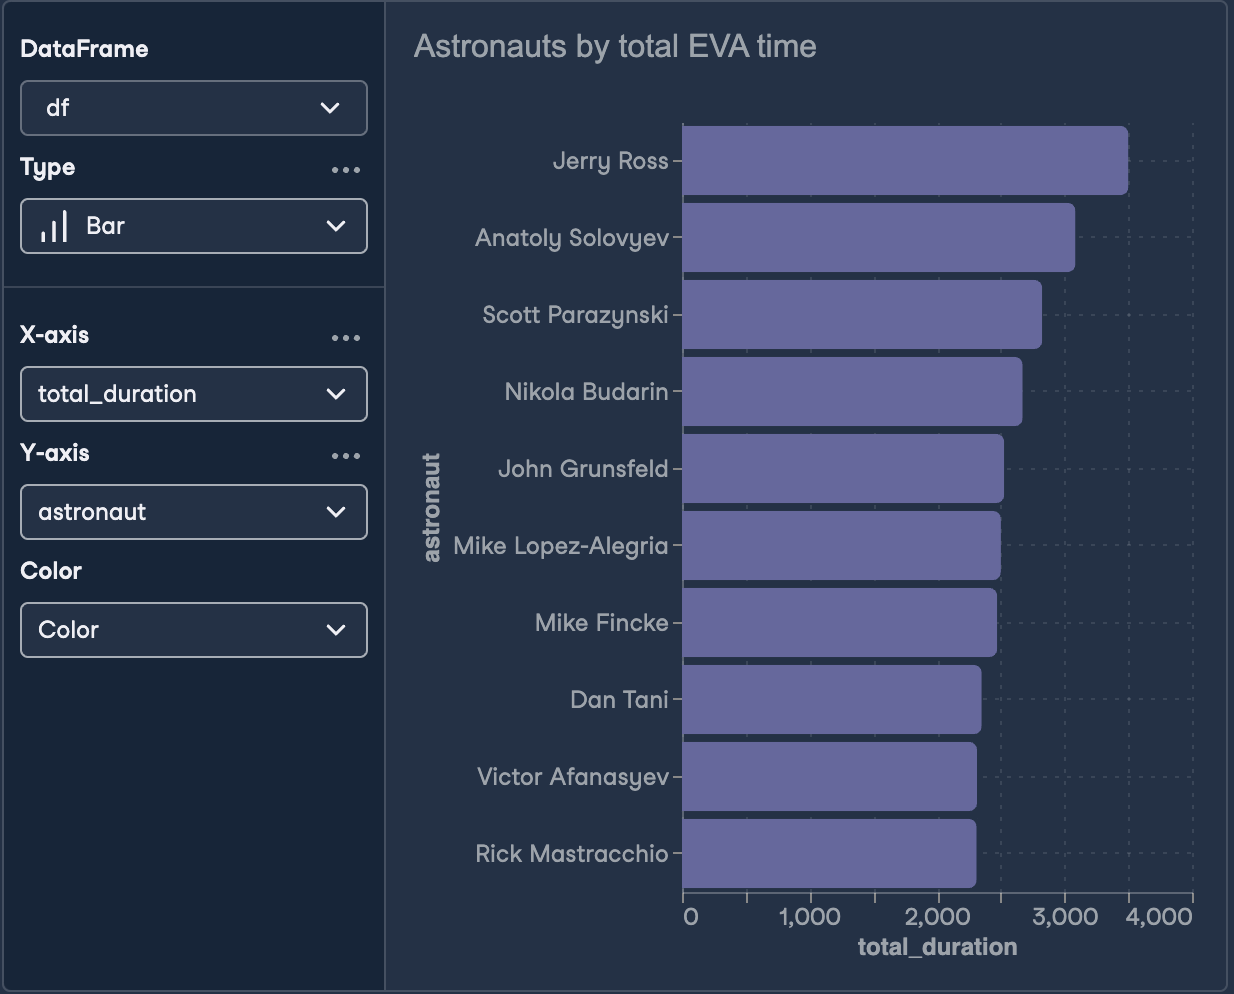 DataFrame
df
Type
Bar
X-axis
total_duration
Y-axis
astronaut
Color
Color
Astronauts by total EVA time
Jerry Ross
Anatoly Solovyev
Scott Parazynski
Nikola Budarin
John Grunsfeld
astronaut
Mike Lopez-Alegria
Mike Fincke
Dan Tani
Victor Afanasyev
Rick Mastracchio
0 1,000 2,000 3,000 4,000
total_duration